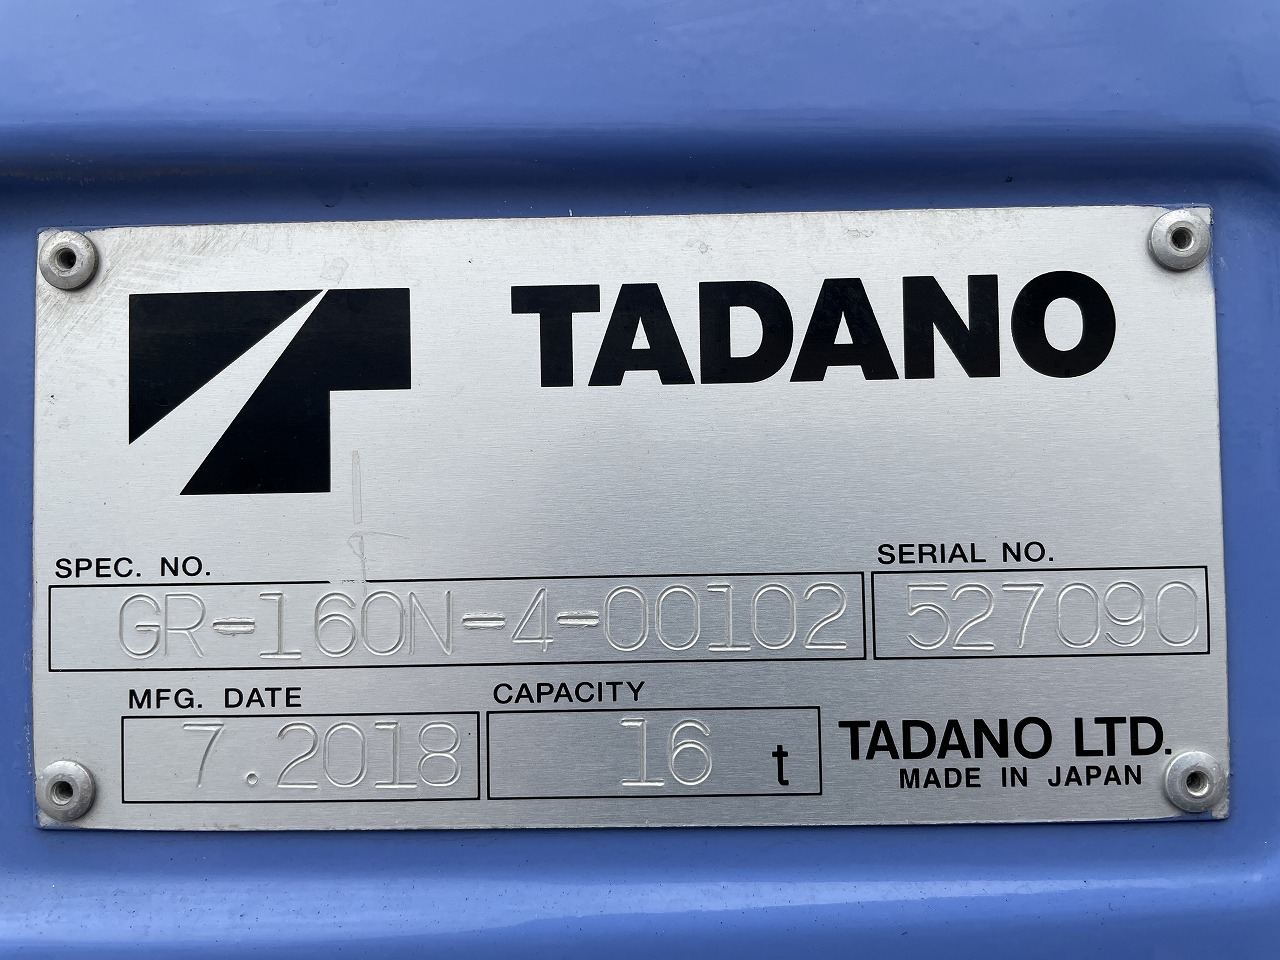 TADANO
SPEC. NO.
GR-160N-4-00102
SERIAL NO.
527090
MFG. DATE
7.2018
CAPACITY
16 t
TADANO LTD.
MADE IN JAPAN